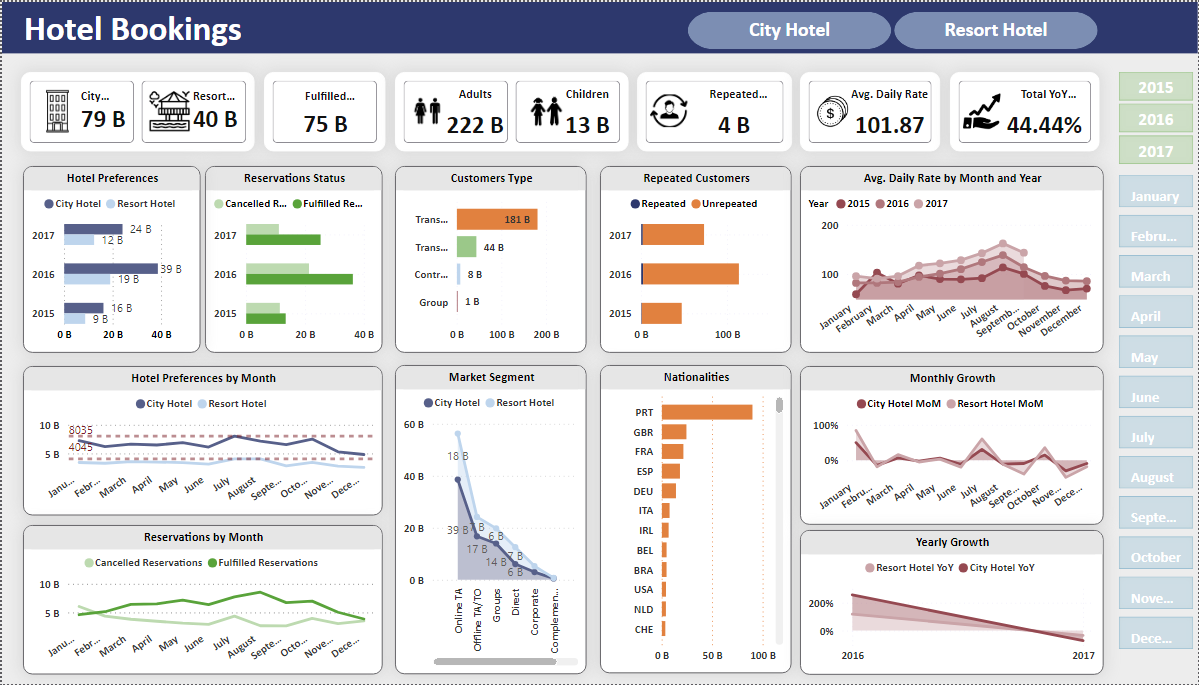 Hotel Bookings
City Hotel
Resort Hotel
City...
79 B
Resort...
40 B
Fulfilled...
75 B
Adults
222 B
Children
13 B
Repeated...
4 B
Avg. Daily Rate
101.87
Total YoY...
44.44%
2015
2016
2017
January
Febru...
March
April
May
June
July
August
Septe...
October
Nove...
Dece...
Hotel Preferences
City Hotel Resort Hotel
2017
24 B
12 B
2016
39 B
19 B
2015
16 B
9 B
0 B 20 B 40 B
Reservations Status
Cancelled R... Fulfilled Re...
2017
2016
2015
0 B 20 B 40 B
Customers Type
Trans... 181 B
Trans... 44 B
Contr... 8 B
Group 1 B
0 B 100 B 200 B
Repeated Customers
Repeated Unrepeated
2017
2016
2015
0 B 100 B
Avg. Daily Rate by Month and Year
Year 2015 2016 2017
200
100
January February March April May June July August Septemb... October November December
Hotel Preferences by Month
City Hotel Resort Hotel
10 B
8035
5 B
4045
Janu... Febr... March April May June July August Septe... Octo... Nove... Dece...
Reservations by Month
Cancelled Reservations Fulfilled Reservations
10 B
5 B
Janu... Febr... March April May June July August Septe... Octo... Nove... Dece...
Market Segment
City Hotel Resort Hotel
60 B
40 B
20 B
0 B
18 B
39 B
7 B
17 B
6 B
14 B
7 B
6 B
Online TA
Offline TA/TO
Groups
Direct
Corporate
Complemen...
Nationalities
PRT
GBR
FRA
ESP
DEU
ITA
IRL
BEL
BRA
USA
NLD
CHE
0 B 50 B 100 B
Monthly Growth
City Hotel MoM Resort Hotel MoM
100%
0%
January Febru... March April May June July August Septe... October Nove... Dece...
Yearly Growth
Resort Hotel YoY City Hotel YoY
200%
0%
2016 2017